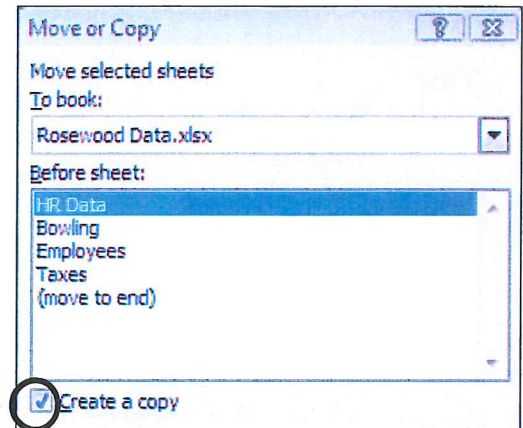 Move or Copy
Move selected sheets
To book:
Rosewood Data.xlsx
Before sheet:
HR Data
Bowling
Employees
Taxes
(move to end)
Create a copy